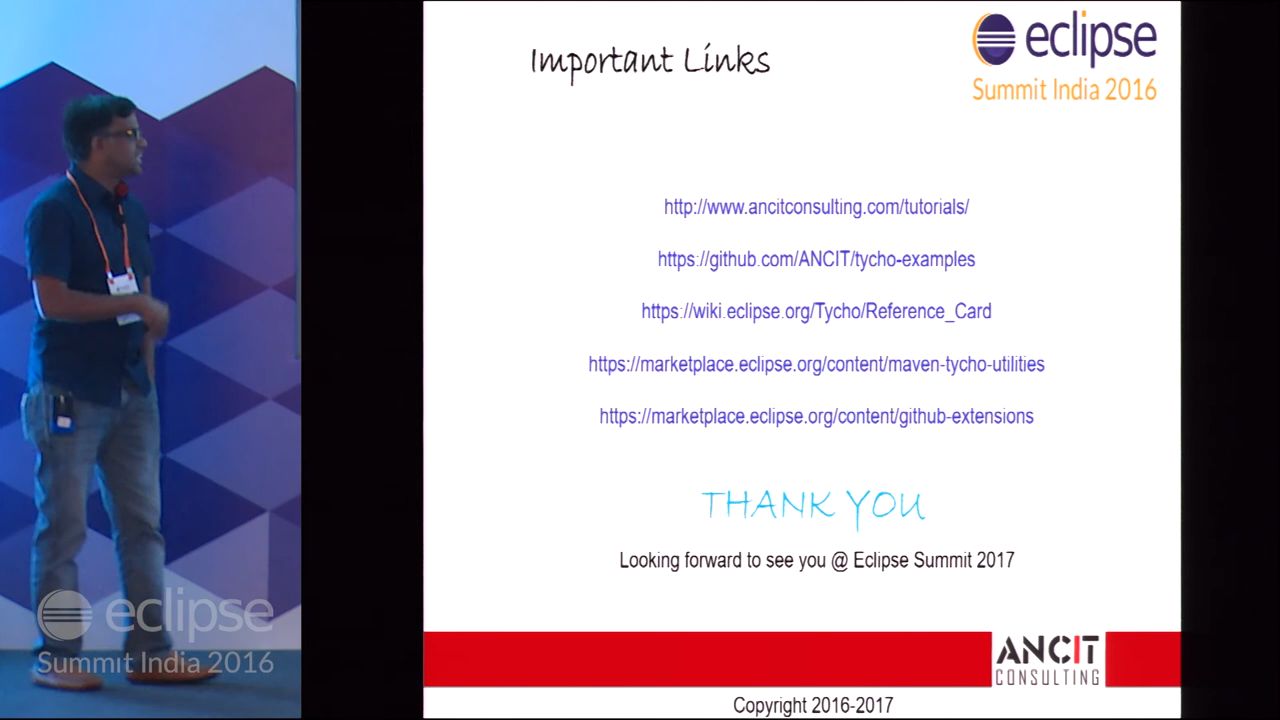 Important Links
eclipse
Summit India 2016
http://www.ancitconsulting.com/tutorials/
https://github.com/ANCIT/tycho-examples
https://wiki.eclipse.org/Tycho/Reference_Card
https://marketplace.eclipse.org/content/maven-tycho-utilities
https://marketplace.eclipse.org/content/github-extensions
THANK YOU
Looking forward to see you @ Eclipse Summit 2017
ANCIT
CONSULTING
Copyright 2016-2017
eclipse
Summit India 2016